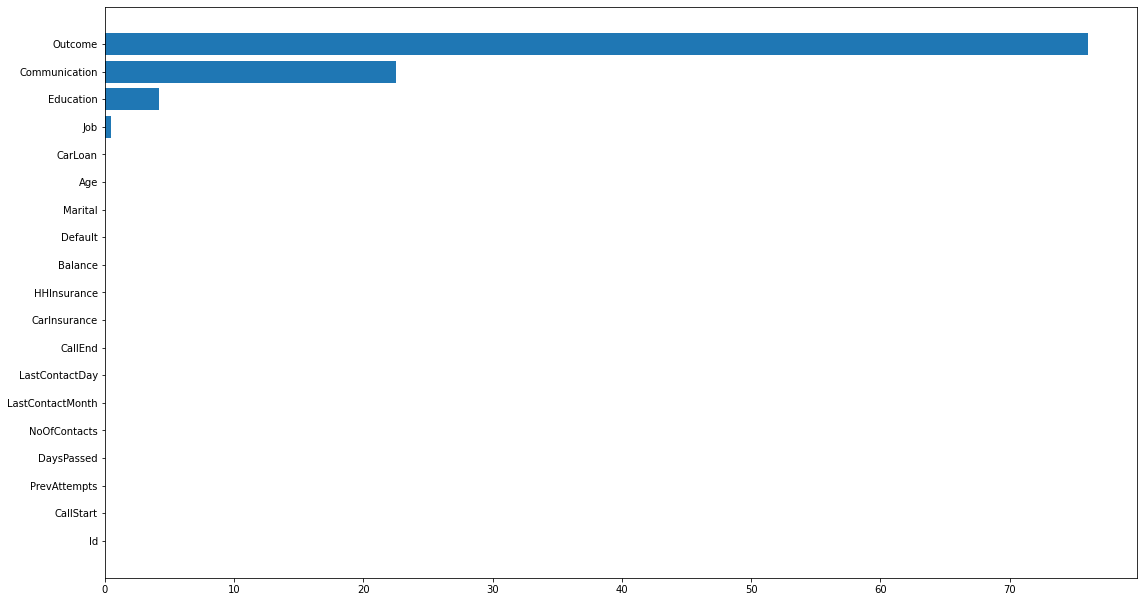 Outcome
Communication
Education
Job
CarLoan
Age
Marital
Default
Balance
HHInsurance
CarInsurance
CallEnd
LastContactDay
LastContactMonth
NoOfContacts
DaysPassed
PrevAttempts
CallStart
Id
0 10 20 30 40 50 60 70